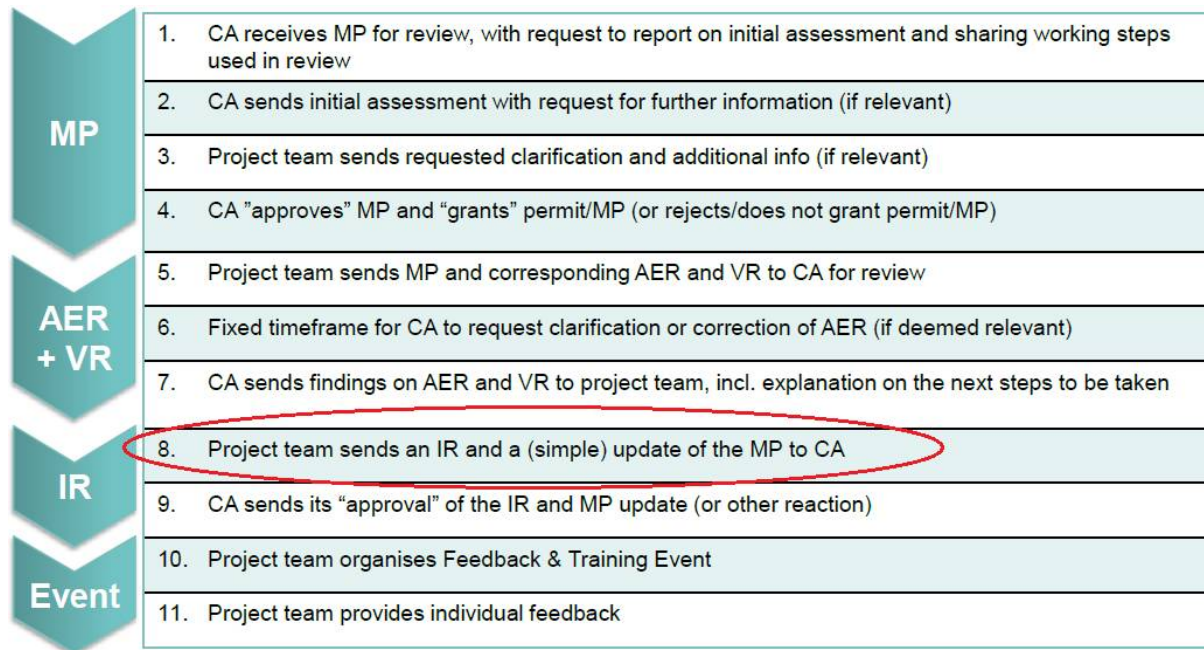 MP
1. CA receives MP for review, with request to report on initial assessment and sharing working steps
used in review
2. CA sends initial assessment with request for further information (if relevant)
3. Project team sends requested clarification and additional info (if relevant)
4. CA ”approves” MP and “grants” permit/MP (or rejects/does not grant permit/MP)
AER
+ VR
5. Project team sends MP and corresponding AER and VR to CA for review
6. Fixed timeframe for CA to request clarification or correction of AER (if deemed relevant)
7. CA sends findings on AER and VR to project team, incl. explanation on the next steps to be taken
IR
8. Project team sends an IR and a (simple) update of the MP to CA
9. CA sends its “approval” of the IR and MP update (or other reaction)
Event
10. Project team organises Feedback & Training Event
11. Project team provides individual feedback